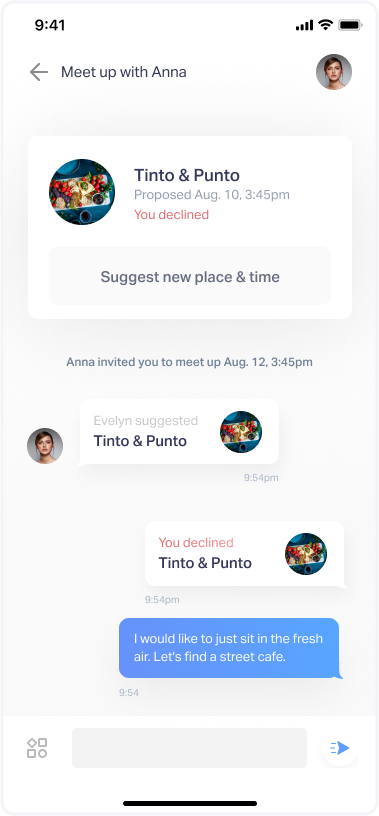 9:41
Meet up with Anna
Tinto & Punto
Proposed Aug. 10, 3:45pm
You declined
Suggest new place & time
Anna invited you to meet up Aug. 12, 3:45pm
Evelyn suggested
Tinto & Punto
9:54pm
You declined
Tinto & Punto
9:54pm
I would like to just sit in the fresh
air. Let's find a street cafe.
9:54